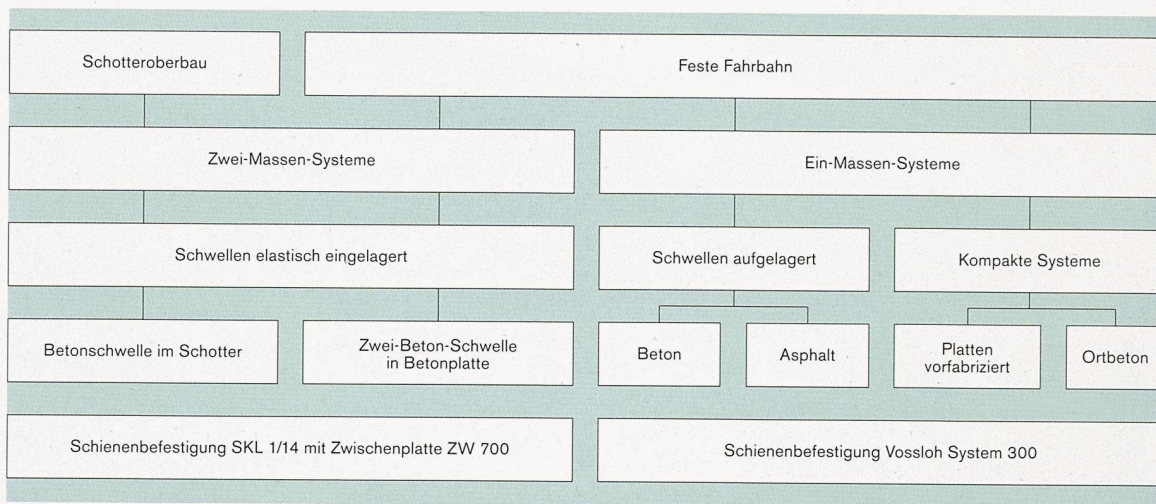 Schotteroberbau
Feste Fahrbahn
Zwei-Massen-Systeme
Ein-Massen-Systeme
Schwellen elastisch eingelagert
Schwellen aufgelagert
Kompakte Systeme
Betonschwelle im Schotter
Zwei-Beton-Schwelle
in Betonplatte
Beton
Asphalt
Platten
vorfabriziert
Ortbeton
Schienenbefestigung SKL 1/14 mit Zwischenplatte ZW 700
Schienenbefestigung Vossloh System 300